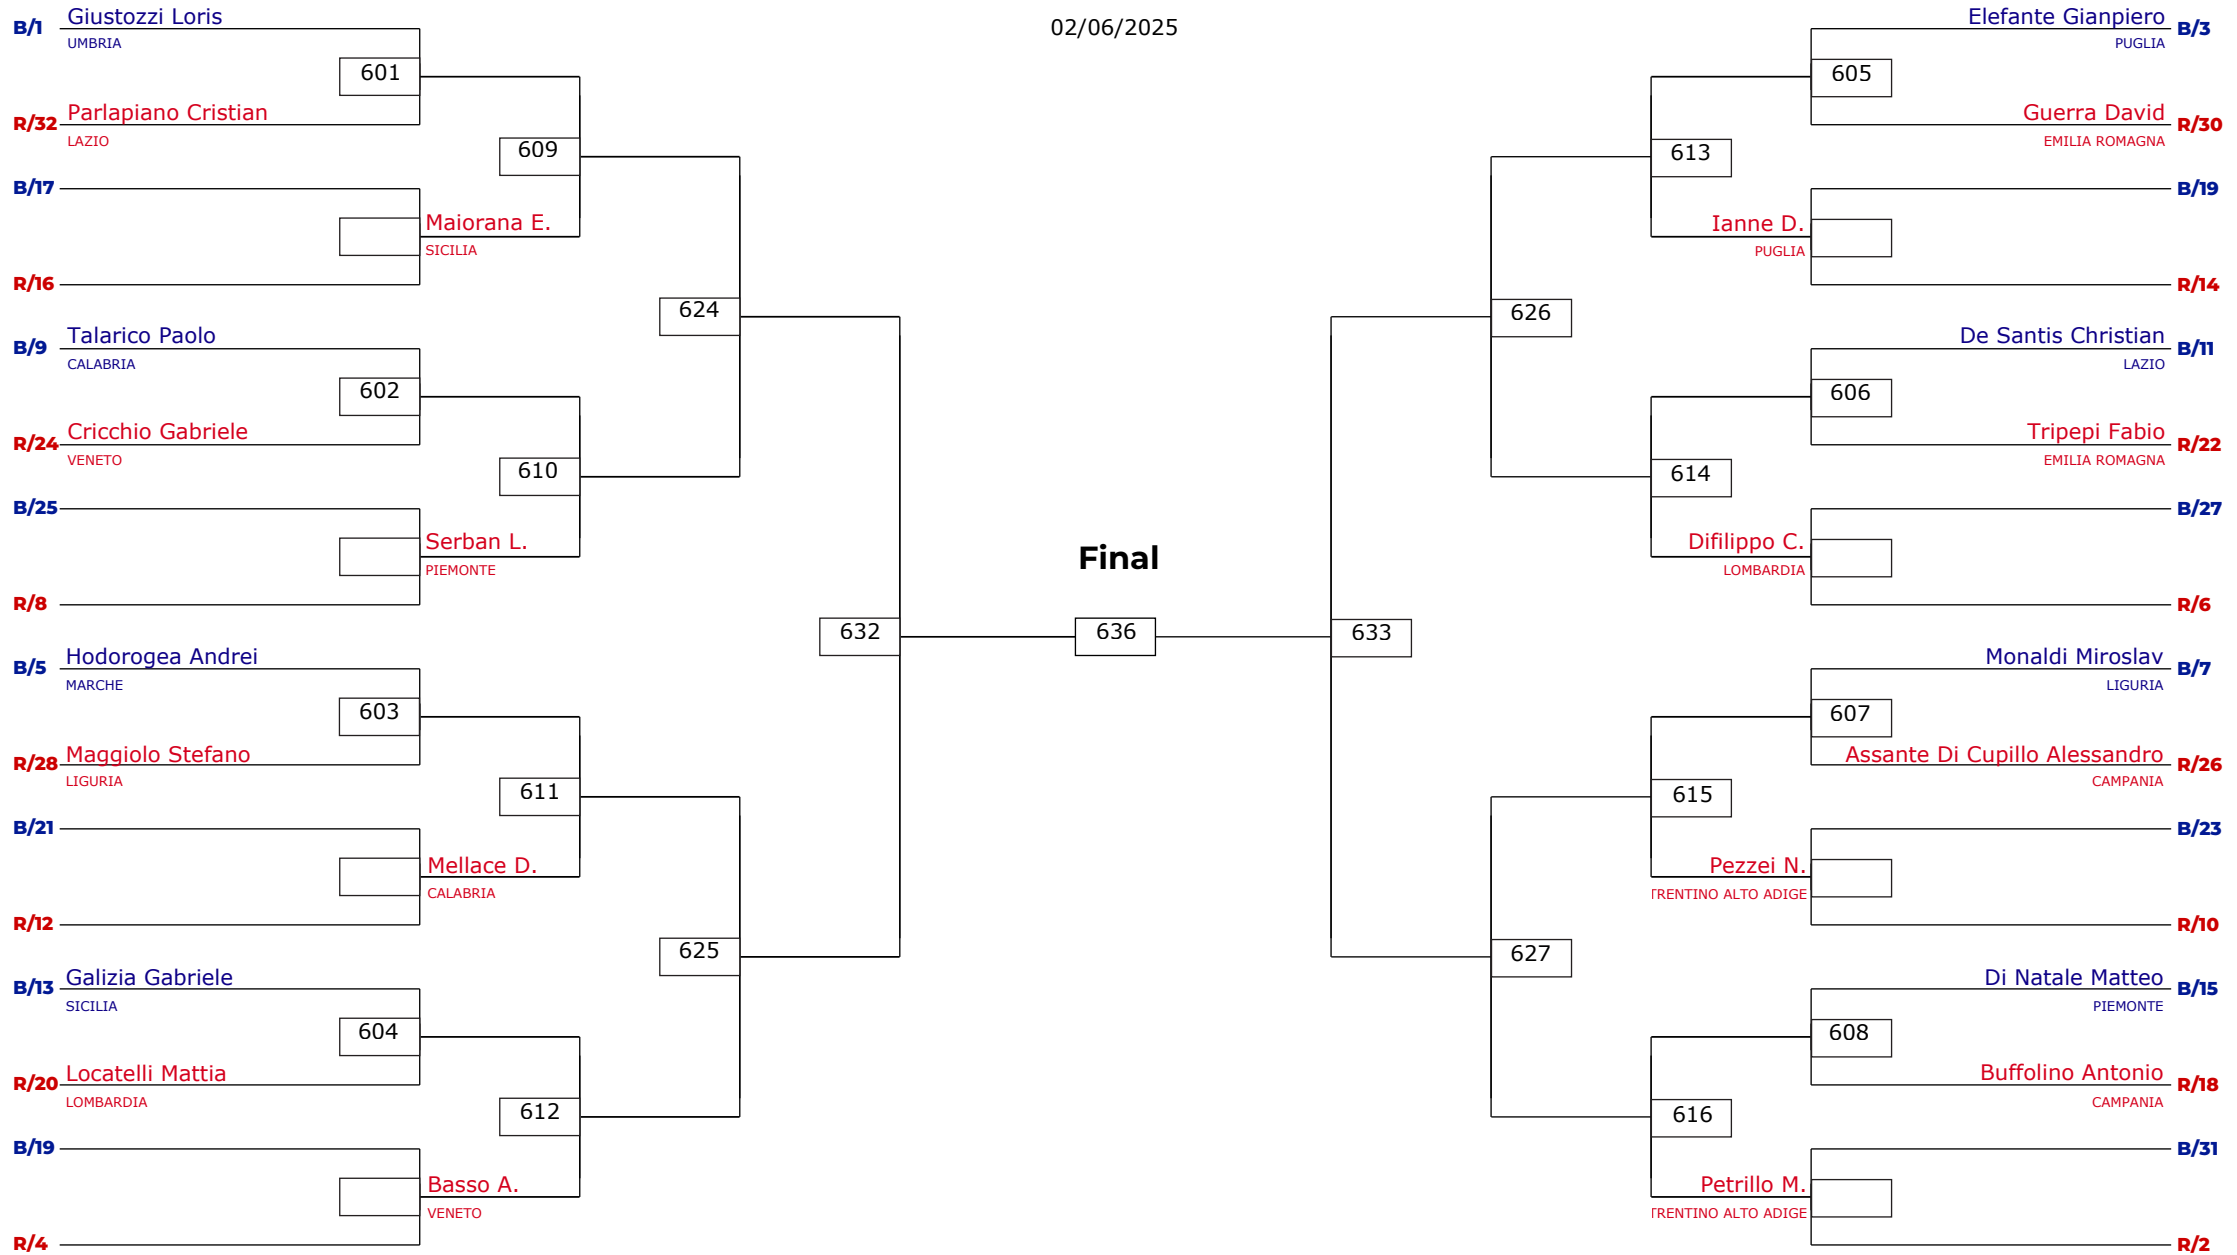 02/06/2025
B/1 Giustozzi Loris
UMBRIA
601
R/32 Parlapiano Cristian
LAZIO
609
B/17
Maiorana E.
SICILIA
R/16
624
B/9 Talarico Paolo
CALABRIA
602
R/24 Cricchio Gabriele
VENETO
610
B/25
Serban L.
PIEMONTE
R/8
632
B/5 Hodorogea Andrei
MARCHE
603
R/28 Maggiolo Stefano
LIGURIA
611
B/21
Mellace D.
CALABRIA
R/12
625
B/13 Galizia Gabriele
SICILIA
604
R/20 Locatelli Mattia
LOMBARDIA
612
B/19
Basso A.
VENETO
R/4
Final
636
Elefante Gianpiero B/3
PUGLIA
605
Guerra David R/30
EMILIA ROMAGNA
613
B/19
Ianne D.
PUGLIA
R/14
626
De Santis Christian B/11
LAZIO
606
Tripepi Fabio R/22
EMILIA ROMAGNA
614
B/27
Difilippo C.
LOMBARDIA
R/6
633
Monaldi Miroslav B/7
LIGURIA
607
Assante Di Cupillo Alessandro R/26
CAMPANIA
615
B/23
Pezzei N.
TRENTINO ALTO ADIGE
R/10
627
Di Natale Matteo B/15
PIEMONTE
608
Buffolino Antonio R/18
CAMPANIA
616
B/31
Petrillo M.
TRENTINO ALTO ADIGE
R/2